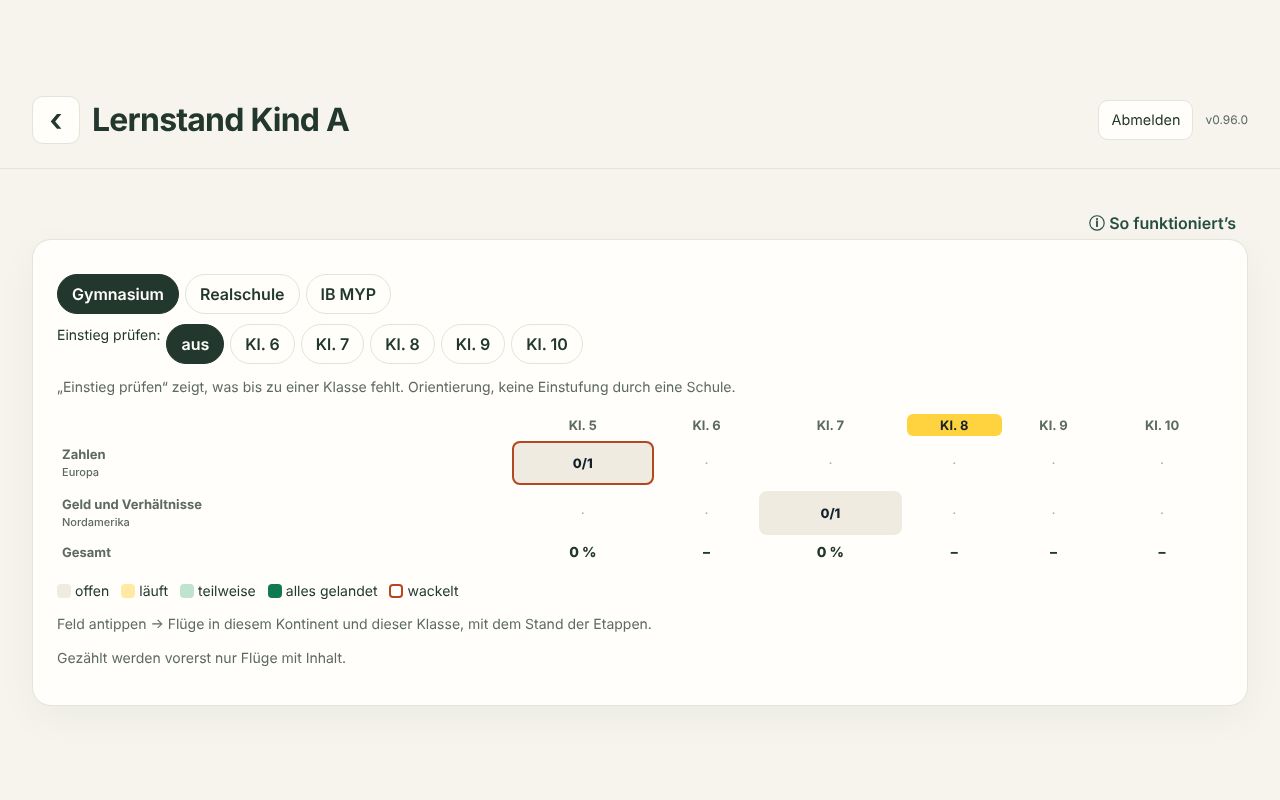 ‹ Lernstand Kind A
Abmelden v0.96.0
ⓘ So funktioniert’s
Gymnasium Realschule IB MYP
Einstieg prüfen: aus Kl. 6 Kl. 7 Kl. 8 Kl. 9 Kl. 10
„Einstieg prüfen“ zeigt, was bis zu einer Klasse fehlt. Orientierung, keine Einstufung durch eine Schule.
Kl. 5 Kl. 6 Kl. 7 Kl. 8 Kl. 9 Kl. 10
Zahlen 0/1 · · · · ·
Europa
Geld und Verhältnisse · · 0/1 · · ·
Nordamerika
Gesamt 0 % – 0 % – – –
offen läuft teilweise alles gelandet wackelt
Feld antippen → Flüge in diesem Kontinent und dieser Klasse, mit dem Stand der Etappen.
Gezählt werden vorerst nur Flüge mit Inhalt.